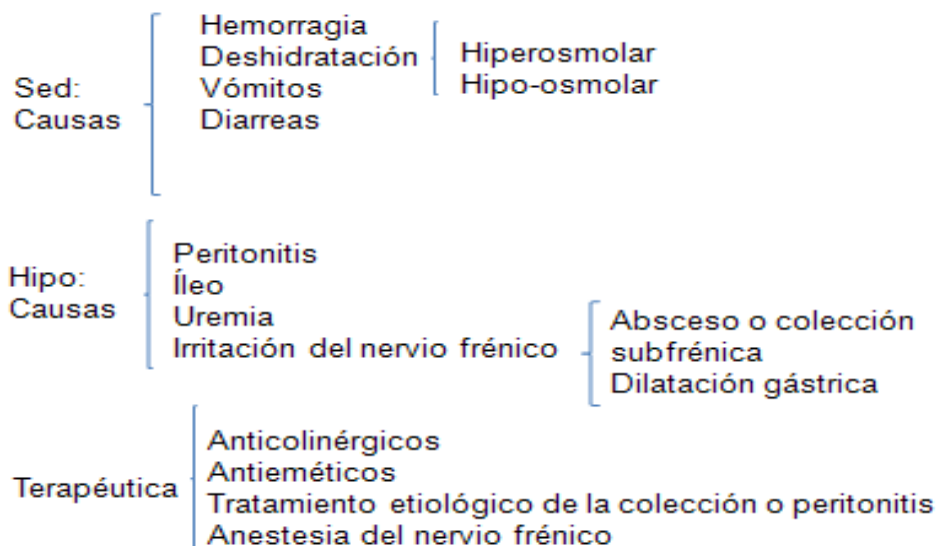 Sed:
Causas
Hemorragia
Deshidratación
Vómitos
Diarreas
Hiperosmolar
Hipo-osmolar
Hipo:
Causas
Peritonitis
Íleo
Uremia
Irritación del nervio frénico
Absceso o colección
subfrénica
Dilatación gástrica
Terapéutica
Anticolinérgicos
Antieméticos
Tratamiento etiológico de la colección o peritonitis
Anestesia del nervio frénico